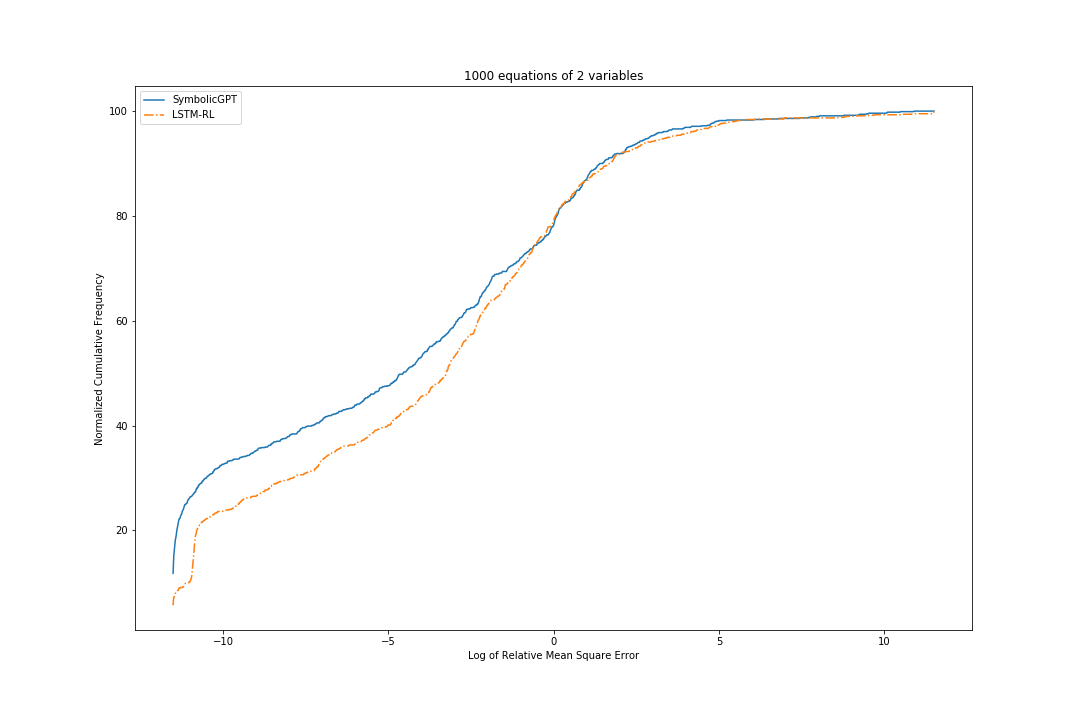 1000 equations of 2 variables
SymbolicGPT
LSTM-RL
100
80
60
40
20
Normalized Cumulative Frequency
−10
−5
0
5
10
Log of Relative Mean Square Error